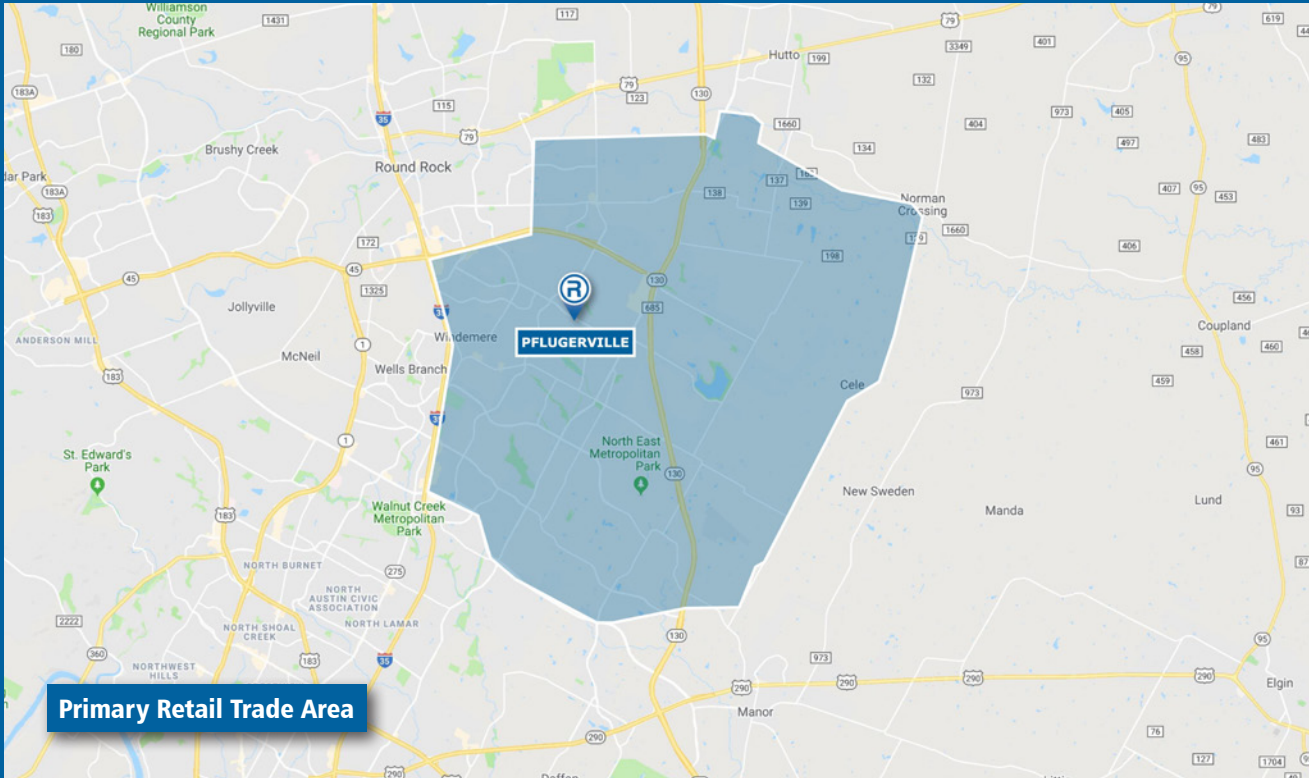 Williamson
County
Regional Park
1431
117
79
79
619
180
Hutto
199
3349
401
95
183A
79
123
130
132
115
35
973
405
1660
404
79
497
483
Brushy Creek
134
Round Rock
dar Park
183A
137
138
139
407
95
453
Norman
Crossing
183
1660
172
406
198
45
45
130
1325
456
Jollyville
685
Coupland
ANDERSON MILL
1
Windemere
PFLUGERVILLE
460
McNeil
458
Wells Branch
183
Cele
459
973
1
North East
Metropolitan
Park
461
St. Edward's
Park
95
130
New Sweden
Lund
Manda
Walnut Creek
Metropolitan
Park
183
93
NORTH BURNET
275
NORTH
AUSTIN CIVIC
ASSOCIATION
2222
NORTH LAMAR
NORTH SHOAL
CREEK
130
95
360
973
183
35
NORTHWEST
HILLS
290
290
290
290
Elgin
Primary Retail Trade Area
Manor
76
290
127
1704
290